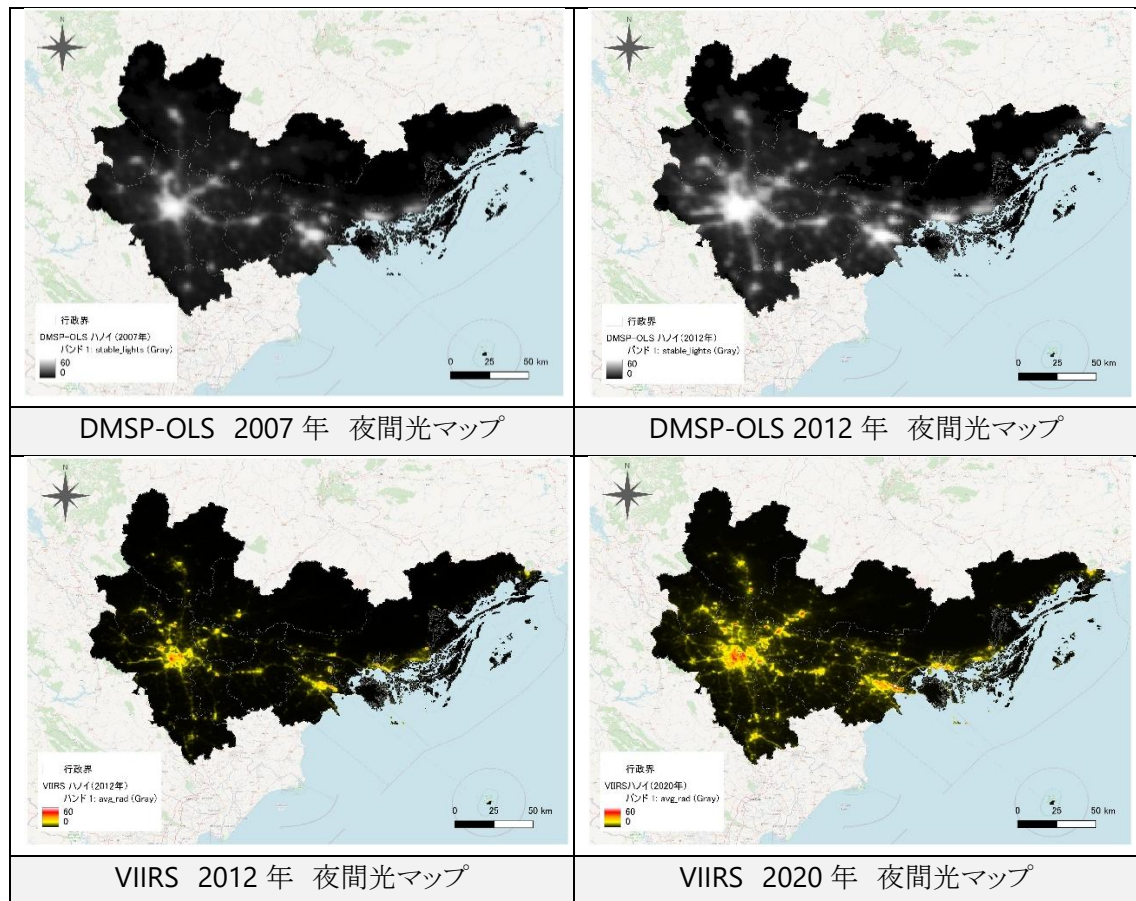 N
行政界
DMSP-OLS ハノイ(2007年)
バンド 1: stable_lights (Gray)
60
0
0 25 50 km
N
行政界
DMSP-OLS ハノイ(2012年)
バンド 1: stable_lights (Gray)
60
0
0 25 50 km
DMSP-OLS 2007 年 夜間光マップ
DMSP-OLS 2012 年 夜間光マップ
N
行政界
VIIRS ハノイ(2012年)
バンド 1: avg_rad (Gray)
60
0
0 25 50 km
N
行政界
VIIRSハノイ(2020年)
バンド 1: avg_rad (Gray)
60
0
0 25 50 km
VIIRS 2012 年 夜間光マップ
VIIRS 2020 年 夜間光マップ